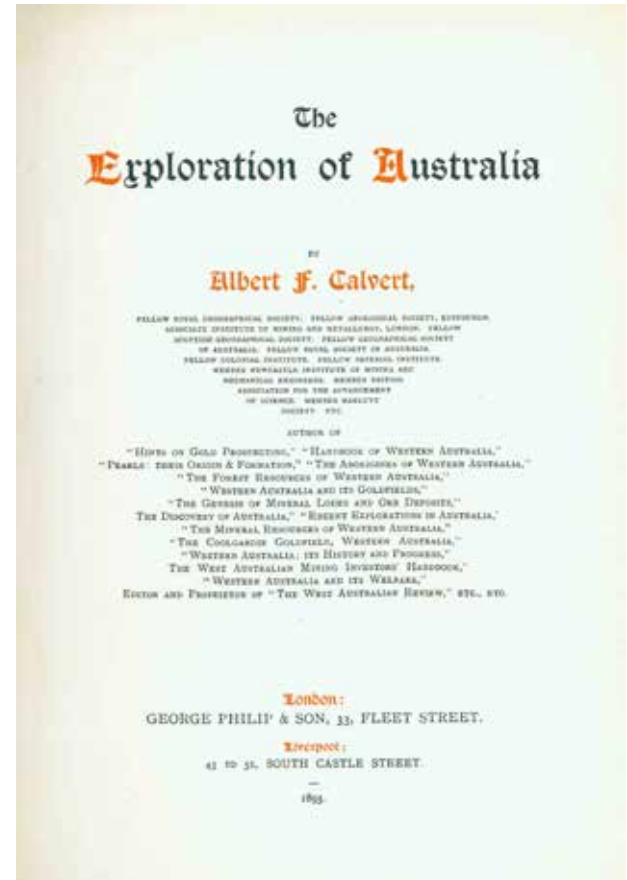 The
Exploration of Australia
BY
Albert F. Calvert,
FELLOW ROYAL GEOGRAPHICAL SOCIETY. FELLOW GEOLOGICAL SOCIETY, EDINBURGH.
ASSOCIATE INSTITUTE OF MINING AND METALLURGY, LONDON. FELLOW
SCOTTISH GEOGRAPHICAL SOCIETY. FELLOW GEOGRAPHICAL SOCIETY
OF AUSTRALIA. FELLOW ROYAL SOCIETY IN AUSTRALIA.
FELLOW COLONIAL INSTITUTE. FELLOW IMPERIAL INSTITUTE.
MEMBER NEWCASTLE INSTITUTE OF MINING AND
MECHANICAL ENGINEERS. MEMBER BRITISH
ASSOCIATION FOR THE ADVANCEMENT
OF SCIENCE. MEMBER HAKLUYT
SOCIETY ETC.
AUTHOR OF
"HINTS ON GOLD PROSPECTING," "HANDBOOK OF WESTERN AUSTRALIA,"
"PEARLS: THEIR ORIGIN & FORMATION," "THE ABORIGINES OF WESTERN AUSTRALIA,"
"THE FOREST RESOURCES OF WESTERN AUSTRALIA,"
"WESTERN AUSTRALIA AND ITS GOLDFIELDS,"
"THE GENESIS OF MINERAL LODES AND ORE DEPOSITS,"
THE DISCOVERY OF AUSTRALIA," "RECENT EXPLORATIONS IN AUSTRALIA,'
"THE MINERAL RESOURCES OF WESTERN AUSTRALIA,"
"THE COOLGARDIE GOLDFIELD, WESTERN AUSTRALIA,"
"WESTERN AUSTRALIA; ITS HISTORY AND PROGRESS,"
THE WEST AUSTRALIAN MINING INVESTORS' HANDBOOK,"
"WESTERN AUSTRALIA AND ITS WELFARE,"
EDITOR AND PROPRIETOR OF "THE WEST AUSTRALIAN REVIEW," ETC., ETC.
London:
GEORGE PHILIP & SON, 33, FLEET STREET.
Liverpool:
45 TO 51, SOUTH CASTLE STREET.
1895.